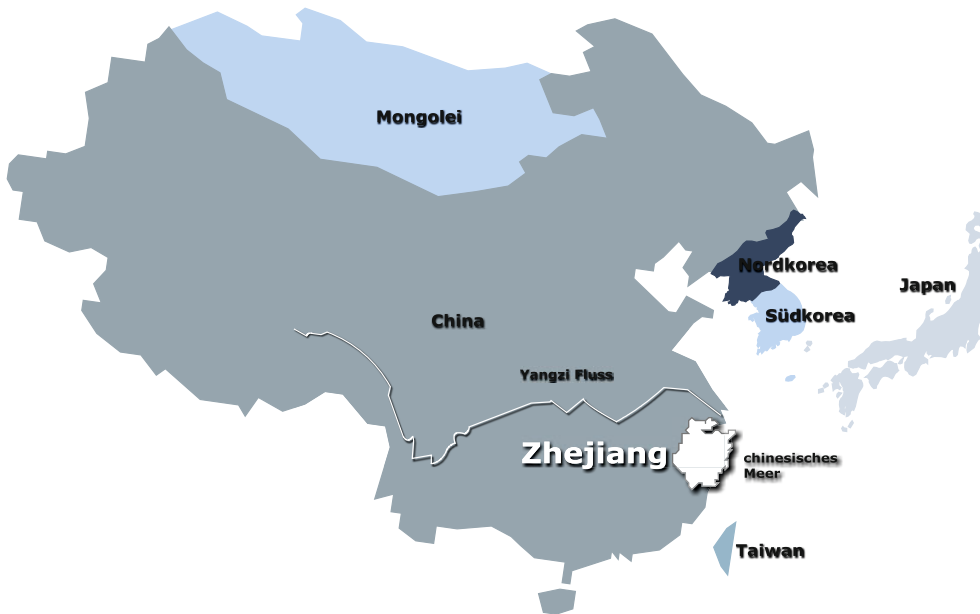 Mongolei
Nordkorea
Japan
Südkorea
China
Yangzi Fluss
Zhejiang
chinesisches
Meer
Taiwan